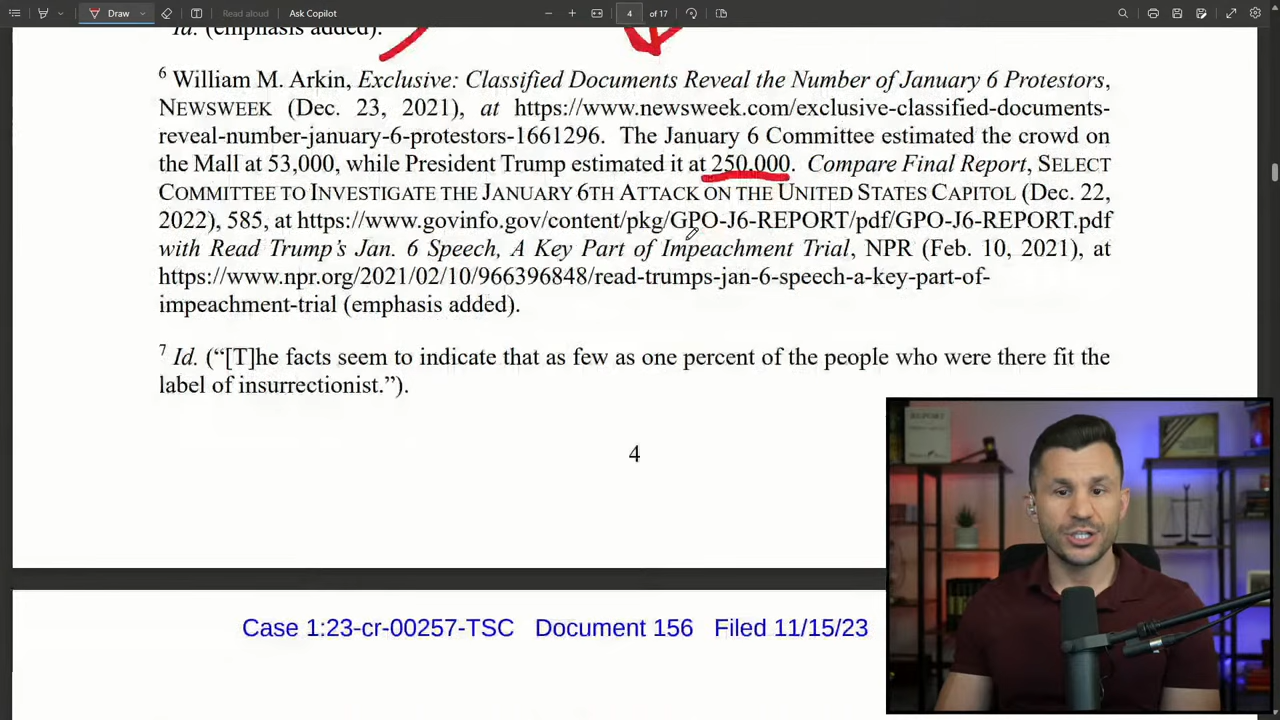 Draw
Read aloud
Ask Copilot
4 of 17
Id. (emphasis added).
6 William M. Arkin, Exclusive: Classified Documents Reveal the Number of January 6 Protestors,
NEWSWEEK (Dec. 23, 2021), at https://www.newsweek.com/exclusive-classified-documents-
reveal-number-january-6-protestors-1661296. The January 6 Committee estimated the crowd on
the Mall at 53,000, while President Trump estimated it at 250,000. Compare Final Report, SELECT
COMMITTEE TO INVESTIGATE THE JANUARY 6TH ATTACK ON THE UNITED STATES CAPITOL (Dec. 22,
2022), 585, at https://www.govinfo.gov/content/pkg/GPO-J6-REPORT/pdf/GPO-J6-REPORT.pdf
with Read Trump’s Jan. 6 Speech, A Key Part of Impeachment Trial, NPR (Feb. 10, 2021), at
https://www.npr.org/2021/02/10/966396848/read-trumps-jan-6-speech-a-key-part-of-
impeachment-trial (emphasis added).
7 Id. (“[T]he facts seem to indicate that as few as one percent of the people who were there fit the
label of insurrectionist.”).
4
Case 1:23-cr-00257-TSC Document 156 Filed 11/15/23
REPORT